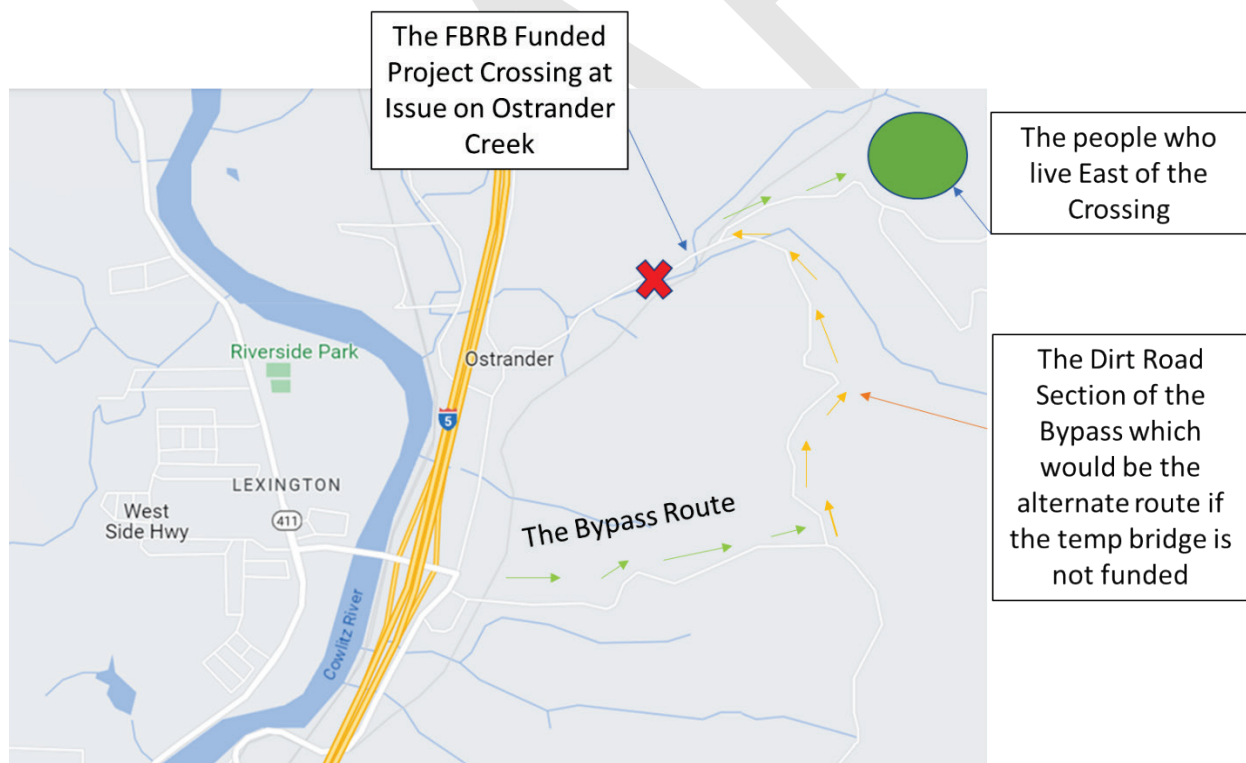 The FBRB Funded
Project Crossing at
Issue on Ostrander
Creek
The people who
live East of the
Crossing
Riverside Park
Ostrander
5
The Dirt Road
Section of the
Bypass which
would be the
alternate route if
the temp bridge is
not funded
LEXINGTON
West
Side Hwy
411
The Bypass Route
Cowlitz River